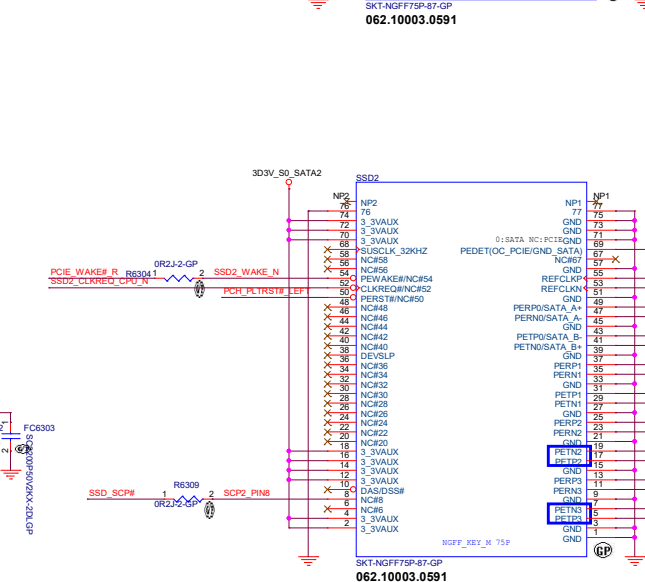 SKT-NGFF75P-87-GP
062.10003.0591
3D3V_S0_SATA2
SSD2
NP2
NP1
76
NP2
NP1
77
74
76
77
75
72
3_3VAUX
GND
73
70
3_3VAUX
GND
71
68
3_3VAUX
0:SATA NC:PCIE
GND
69
58
SUSCLK_32KHZ
PEDET(OC_PCIE/GND_SATA)
67
56
NC#58
NC#67
57
54
NC#56
GND
55
52
PEWAKE#/NC#54
REFCLKP
53
50
CLKREQ#/NC#52
REFCLKN
51
48
PERST#/NC#50
GND
49
46
NC#48
PERP0/SATA_A+
47
44
NC#46
PERN0/SATA_A-
45
42
NC#44
GND
43
40
NC#42
PETP0/SATA_B-
41
38
NC#40
PETN0/SATA_B+
39
36
DEVSLP
GND
37
34
NC#36
PERP1
35
32
NC#34
PERN1
33
30
NC#32
GND
31
28
NC#30
PETP1
29
26
NC#28
PETN1
27
24
NC#26
GND
25
22
NC#24
PERP2
23
20
NC#22
PERN2
21
18
NC#20
GND
19
16
3_3VAUX
PETN2
17
14
3_3VAUX
PETP2
15
12
3_3VAUX
GND
13
10
3_3VAUX
PERP3
11
8
DAS/DSS#
PERN3
9
6
NC#8
GND
7
4
NC#6
PETN3
5
2
3_3VAUX
PETP3
3
3_3VAUX
GND
1
GND
NGFF_KEY_M 75P
GP
PCIE_WAKE#_R
R6304
1
0R2J-2-GP
2
SSD2_WAKE_N
SSD2_CLKREQ_CPU_N
PCH_PLTRST#_LEFT
FC6303
1
2
SSD_SCP#
1
R6309
0R2J-2-GP
2
SCP2_PIN8
SKT-NGFF75P-87-GP
062.10003.0591